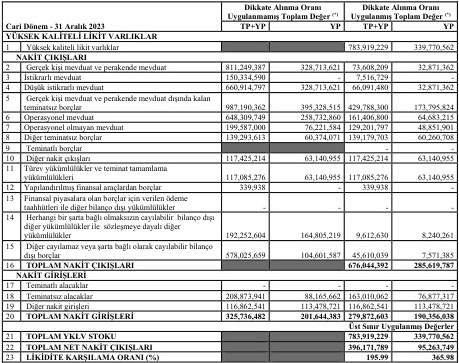 Dikkate Alınma Oranı Dikkate Alınma Oranı
Uygulanmamış Toplam Değer (*) Uygulanmış Toplam Değer (*)
Cari Dönem - 31 Aralık 2023 TP+YP YP TP+YP YP
YÜKSEK KALİTELİ LİKİT VARLIKLAR
1 Yüksek kaliteli likit varlıklar 783,919,229 339,770,562
NAKİT ÇIKIŞLARI
2 Gerçek kişi mevduat ve perakende mevduat 811,249,387 328,713,621 73,608,209 32,871,362
3 İstikrarlı mevduat 150,334,590 - 7,516,729 -
4 Düşük istikrarlı mevduat 660,914,797 328,713,621 66,091,480 32,871,362
5 Gerçek kişi mevduat ve perakende mevduat dışında kalan
teminatsız borçlar 987,190,362 395,328,515 429,788,300 173,795,824
6 Operasyonel mevduat 648,309,749 258,732,860 161,406,800 64,683,215
7 Operasyonel olmayan mevduat 199,587,000 76,221,584 129,201,797 48,851,901
8 Diğer teminatsız borçlar 139,293,613 60,374,071 139,179,703 60,260,708
9 Teminatlı borçlar - -
10 Diğer nakit çıkışları 117,425,214 63,140,955 117,425,214 63,140,955
11 Türev yükümlülükler ve teminat tamamlama
yükümlülükleri 117,085,276 63,140,955 117,085,276 63,140,955
12 Yapılandırılmış finansal araçlardan borçlar 339,938 - 339,938 -
13 Finansal piyasalara olan borçlar için verilen ödeme
taahhütleri ile diğer bilanço dışı yükümlülükler - - - -
14 Herhangi bir şarta bağlı olmaksızın cayılabilir bilanço dışı
diğer yükümlülükler ile sözleşmeye dayalı diğer
yükümlülükler 192,252,604 164,805,219 9,612,630 8,240,261
15 Diğer cayılamaz veya şarta bağlı olarak cayılabilir bilanço
dışı borçlar 578,025,659 104,601,587 45,610,039 7,571,385
16 TOPLAM NAKİT ÇIKIŞLARI 676,044,392 285,619,787
NAKİT GİRİŞLERİ
17 Teminatlı alacaklar - - - -
18 Teminatsız alacaklar 208,873,941 88,165,662 163,010,062 76,877,317
19 Diğer nakit girişleri 116,862,541 113,478,721 116,862,541 113,478,721
20 TOPLAM NAKİT GİRİŞLERİ 325,736,482 201,644,383 279,872,603 190,356,038
Üst Sınır Uygulanmış Değerler
21 TOPLAM YKLV STOKU 783,919,229 339,770,562
22 TOPLAM NET NAKİT ÇIKIŞLARI 396,171,789 95,263,749
23 LİKİDİTE KARŞILAMA ORANI (%) 195.99 365.98